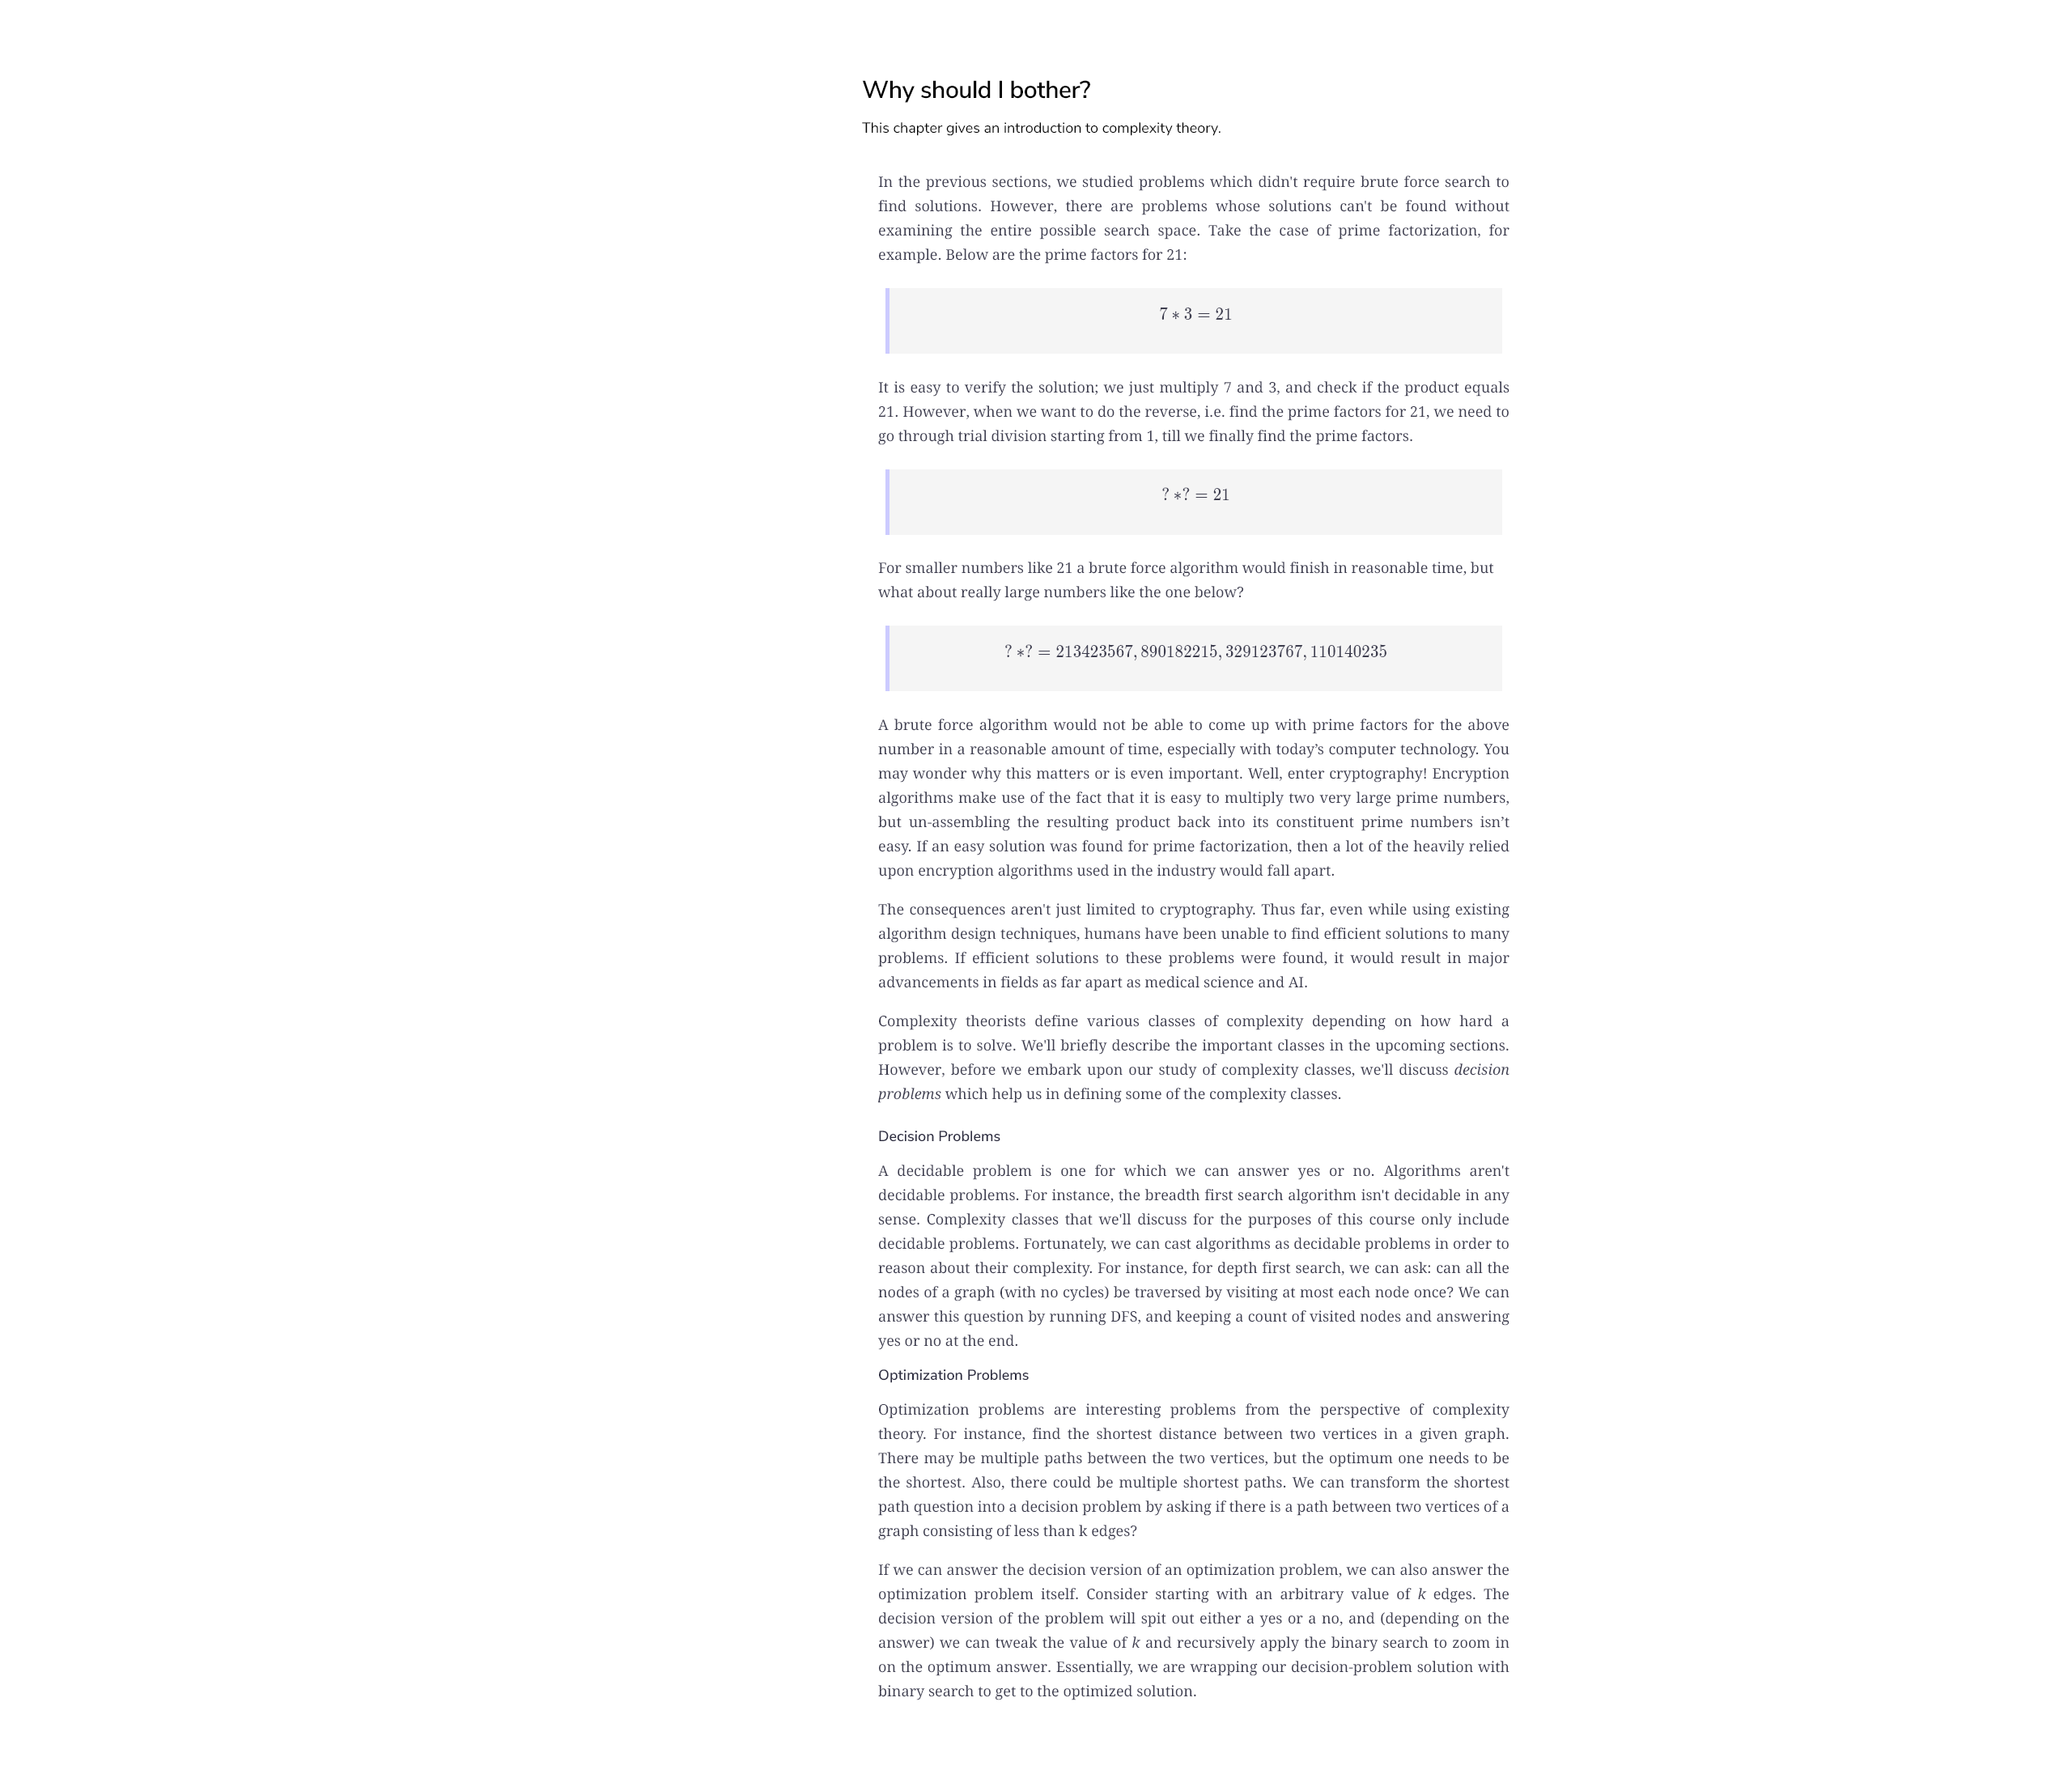 Why should I bother?
This chapter gives an introduction to complexity theory.
In the previous sections, we studied problems which didn't require brute force search to
find solutions. However, there are problems whose solutions can't be found without
examining the entire possible search space. Take the case of prime factorization, for
example. Below are the prime factors for 21:
7 ∗ 3 = 21
It is easy to verify the solution; we just multiply 7 and 3, and check if the product equals
21. However, when we want to do the reverse, i.e. find the prime factors for 21, we need to
go through trial division starting from 1, till we finally find the prime factors.
? ∗? = 21
For smaller numbers like 21 a brute force algorithm would finish in reasonable time, but
what about really large numbers like the one below?
? ∗? = 213423567, 890182215, 329123767, 110140235
A brute force algorithm would not be able to come up with prime factors for the above
number in a reasonable amount of time, especially with today’s computer technology. You
may wonder why this matters or is even important. Well, enter cryptography! Encryption
algorithms make use of the fact that it is easy to multiply two very large prime numbers,
but un-assembling the resulting product back into its constituent prime numbers isn’t
easy. If an easy solution was found for prime factorization, then a lot of the heavily relied
upon encryption algorithms used in the industry would fall apart.
The consequences aren't just limited to cryptography. Thus far, even while using existing
algorithm design techniques, humans have been unable to find efficient solutions to many
problems. If efficient solutions to these problems were found, it would result in major
advancements in fields as far apart as medical science and AI.
Complexity theorists define various classes of complexity depending on how hard a
problem is to solve. We'll briefly describe the important classes in the upcoming sections.
However, before we embark upon our study of complexity classes, we'll discuss decision
problems which help us in defining some of the complexity classes.
Decision Problems
A decidable problem is one for which we can answer yes or no. Algorithms aren't
decidable problems. For instance, the breadth first search algorithm isn't decidable in any
sense. Complexity classes that we'll discuss for the purposes of this course only include
decidable problems. Fortunately, we can cast algorithms as decidable problems in order to
reason about their complexity. For instance, for depth first search, we can ask: can all the
nodes of a graph (with no cycles) be traversed by visiting at most each node once? We can
answer this question by running DFS, and keeping a count of visited nodes and answering
yes or no at the end.
Optimization Problems
Optimization problems are interesting problems from the perspective of complexity
theory. For instance, find the shortest distance between two vertices in a given graph.
There may be multiple paths between the two vertices, but the optimum one needs to be
the shortest. Also, there could be multiple shortest paths. We can transform the shortest
path question into a decision problem by asking if there is a path between two vertices of a
graph consisting of less than k edges?
If we can answer the decision version of an optimization problem, we can also answer the
optimization problem itself. Consider starting with an arbitrary value of k edges. The
decision version of the problem will spit out either a yes or a no, and (depending on the
answer) we can tweak the value of k and recursively apply the binary search to zoom in
on the optimum answer. Essentially, we are wrapping our decision-problem solution with
binary search to get to the optimized solution.